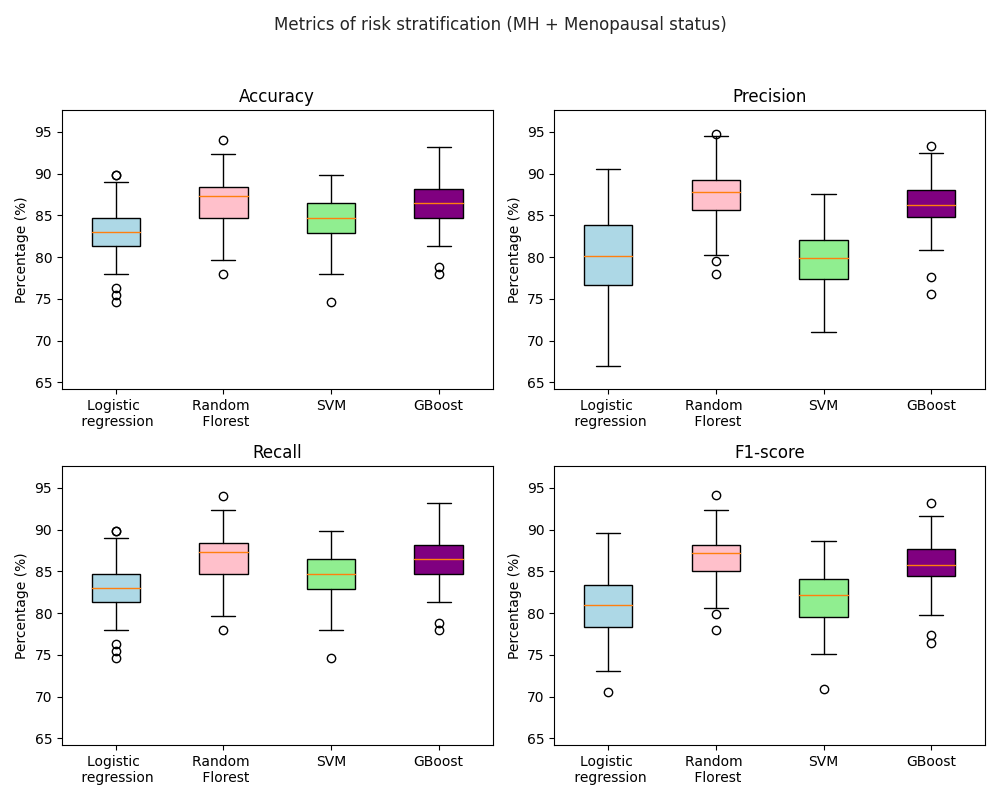 Metrics of risk stratification (MH + Menopausal status)
Accuracy
Percentage (%)
95
90
85
80
75
70
65
Logistic
regression
Random
Florest
SVM
GBoost
Precision
Percentage (%)
95
90
85
80
75
70
65
Logistic
regression
Random
Florest
SVM
GBoost
Recall
Percentage (%)
95
90
85
80
75
70
65
Logistic
regression
Random
Florest
SVM
GBoost
F1-score
Percentage (%)
95
90
85
80
75
70
65
Logistic
regression
Random
Florest
SVM
GBoost